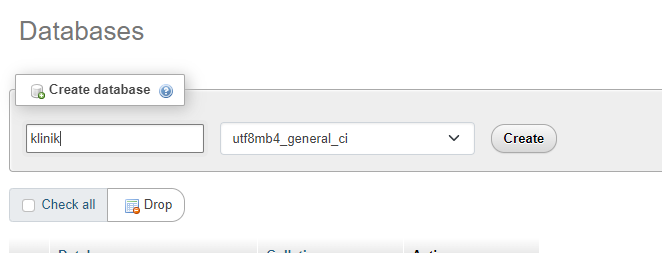 Databases
Create database
klinik
utf8mb4_general_ci
Create
Check all
Drop